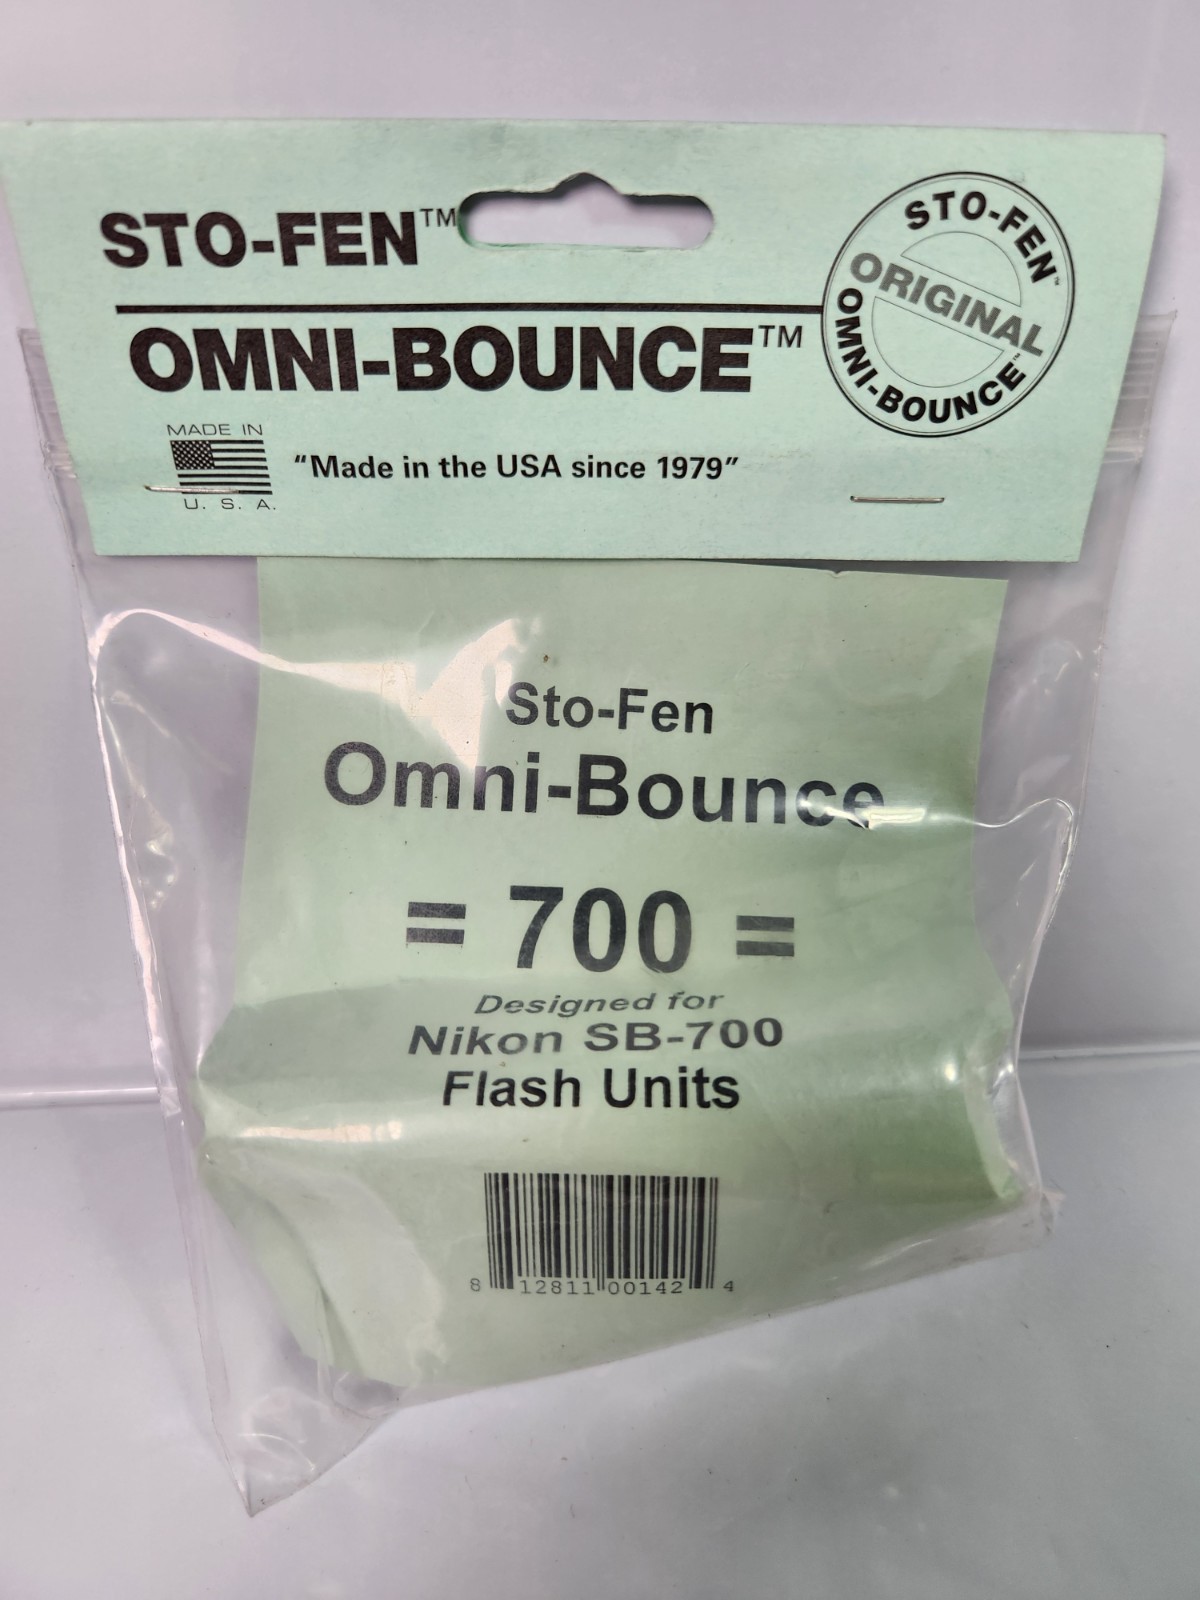 STO-FEN™
OMNI-BOUNCE™
STO-FEN™
ORIGINAL
OMNI-BOUNCE™
MADE IN
U. S. A.
"Made in the USA since 1979"
Sto-Fen
Omni-Bounce
= 700 =
Designed for
Nikon SB-700
Flash Units
8 12811 00142 4